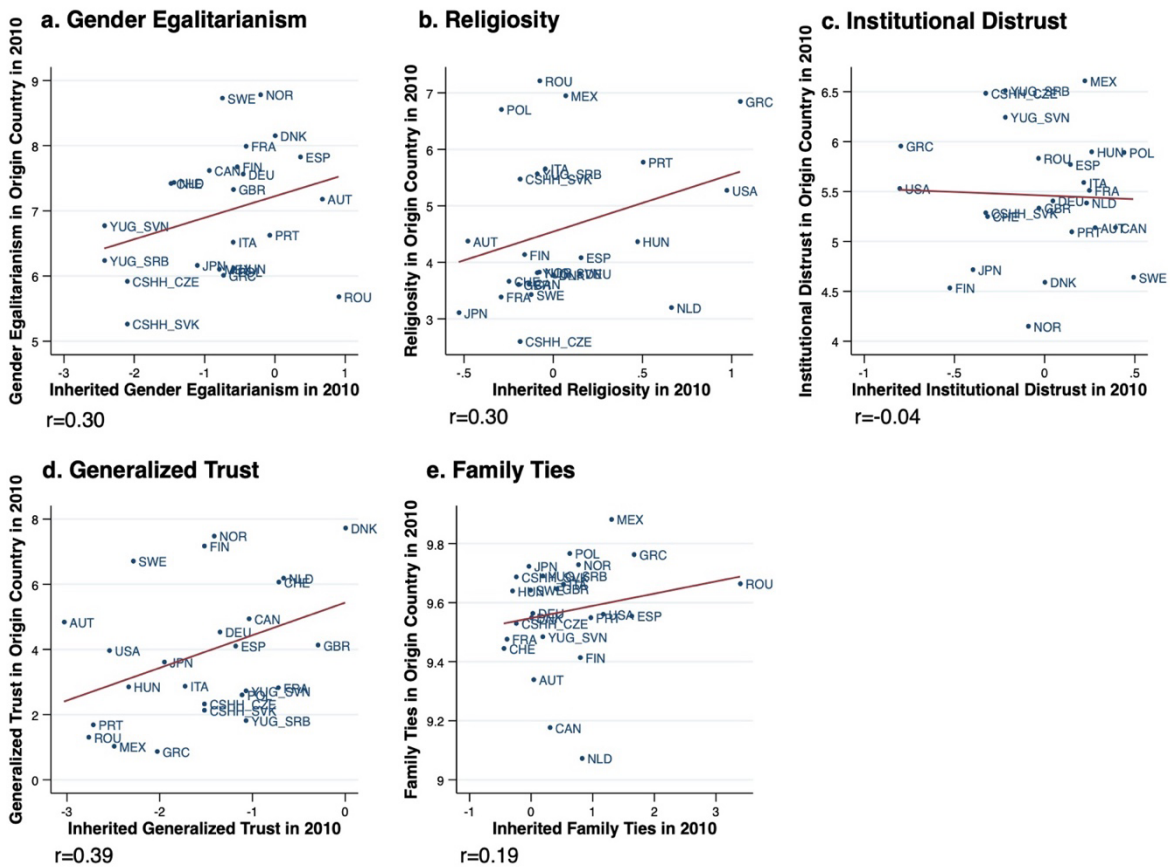 a. Gender Egalitarianism
Gender Egalitarianism in Origin Country in 2010
9
8
7
6
5
SWE
NOR
DNK
FRA
ESP
FIN
CAN
DEU
NLD
GBR
AUT
YUG_SVN
PRT
ITA
YUG_SRB
JPN
HUN
GRC
CSHH_CZE
ROU
CSHH_SVK
-3 -2 -1 0 1
Inherited Gender Egalitarianism in 2010
r=0.30
b. Religiosity
Religiosity in Origin Country in 2010
7
6
5
4
3
ROU
MEX
GRC
POL
PRT
ITA
YUG_SRB
CSHH_SVK
USA
AUT
HUN
FIN
ESP
DEU
CHE
CAN
FRA
SWE
NLD
JPN
CSHH_CZE
-.5 0 .5 1
Inherited Religiosity in 2010
r=0.30
c. Institutional Distrust
Institutional Distrust in Origin Country in 2010
6.5
6
5.5
5
4.5
4
MEX
YUG_SRB
CSHH_CZE
YUG_SVN
GRC
HUN
POL
ROU
ESP
ITA
USA
FRA
DEU
NLD
GBR
CSHH_SVK
CHE
PRT
AUT
CAN
JPN
SWE
DNK
FIN
NOR
-1 -.5 0 .5
Inherited Institutional Distrust in 2010
r=-0.04
d. Generalized Trust
Generalized Trust in Origin Country in 2010
8
6
4
2
0
DNK
NOR
FIN
SWE
NLD
CHE
CAN
AUT
DEU
ESP
GBR
USA
JPN
HUN
ITA
FRA
YUG_SVN
POL
CSHH_CZE
CSHH_SVK
YUG_SRB
PRT
ROU
MEX
GRC
-3 -2 -1 0
Inherited Generalized Trust in 2010
r=0.39
e. Family Ties
Family Ties in Origin Country in 2010
9.8
9.6
9.4
9.2
9
MEX
POL
GRC
NOR
JPN
YUG_SRB
CSHH_SVK
ROU
HUN
SWE
GBR
DEU
USA
ESP
PRT
CSHH_CZE
FRA
YUG_SVN
CHE
FIN
AUT
CAN
NLD
-1 0 1 2 3
Inherited Family Ties in 2010
r=0.19